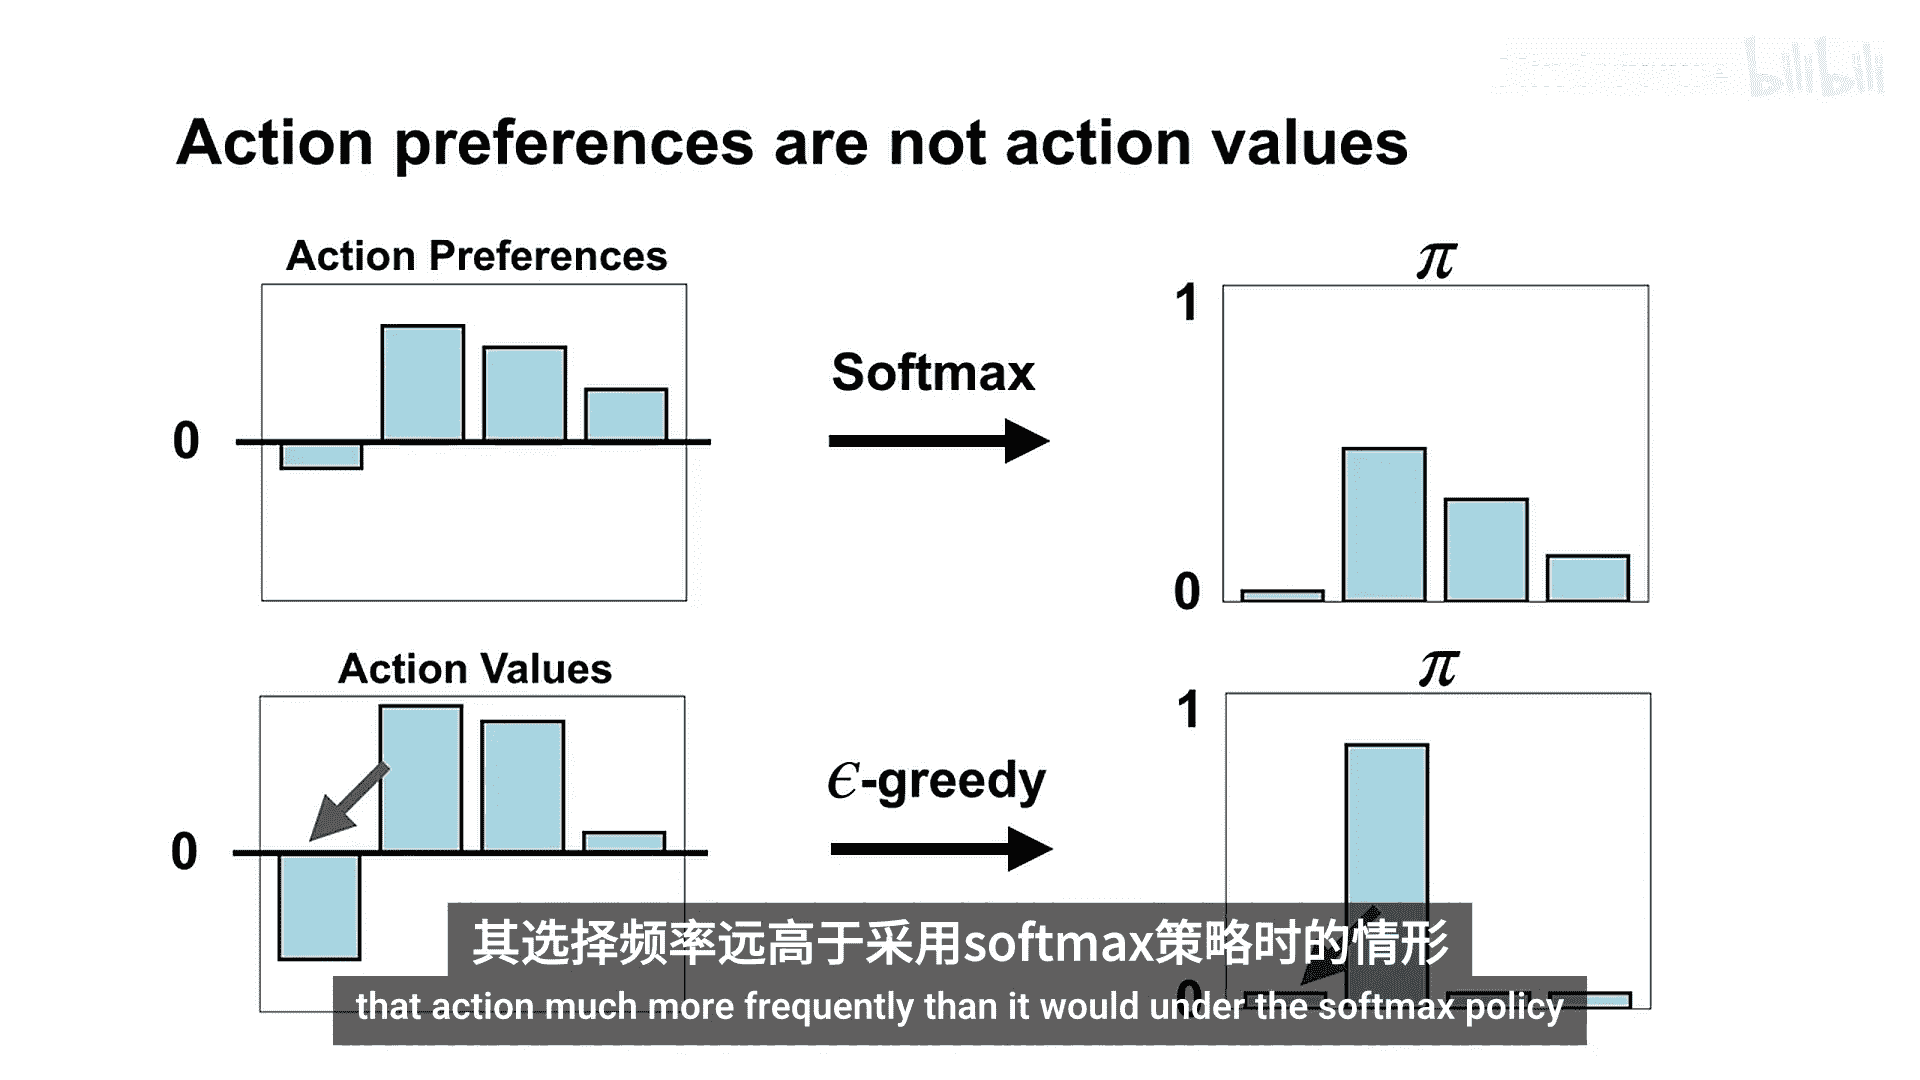 bilibili
Action preferences are not action values
Action Preferences
π
1
0
Softmax
0
Action Values
π
1
0
ϵ-greedy
0
其选择频率远高于采用softmax策略时的情形
that action much more frequently than it would under the softmax policy